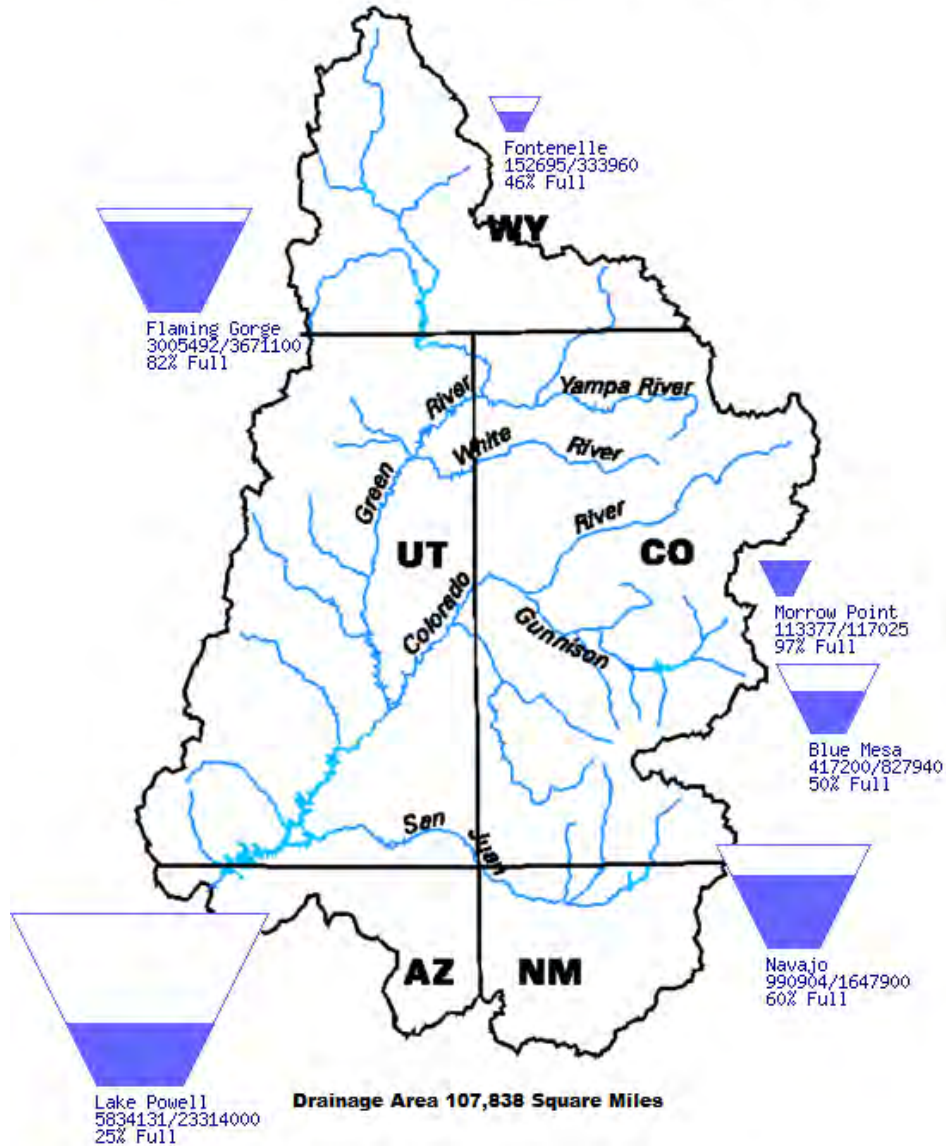 Fontenelle
152695/333960
46% Full
WY
Flaming Gorge
3005492/3671100
82% Full
Yampa River
River
White
River
Green
River
UT
CO
Colorado
Gunnison
Morrow Point
113377/117025
97% Full
Blue Mesa
417200/827940
50% Full
San
Juan
AZ
NM
Navajo
990904/1647900
60% Full
Lake Powell
5834131/23314000
25% Full
Drainage Area 107,838 Square Miles